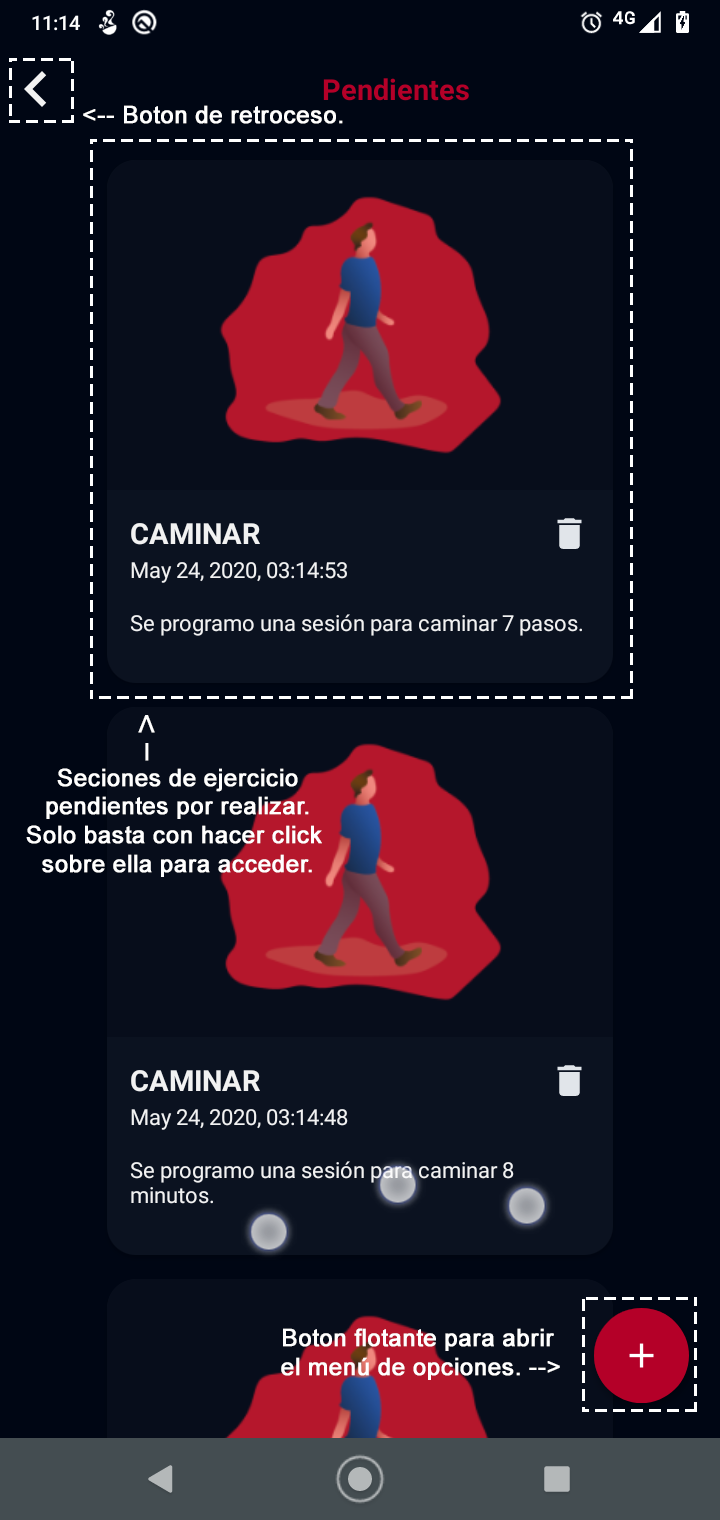 11:14
4G
Pendientes
<-- Boton de retroceso.
CAMINAR
May 24, 2020, 03:14:53
Se programo una sesión para caminar 7 pasos.
Seciones de ejercicio
pendientes por realizar.
Solo basta con hacer click
sobre ella para acceder.
CAMINAR
May 24, 2020, 03:14:48
Se programo una sesión para caminar 8
minutos.
Boton flotante para abrir
el menú de opciones. -->